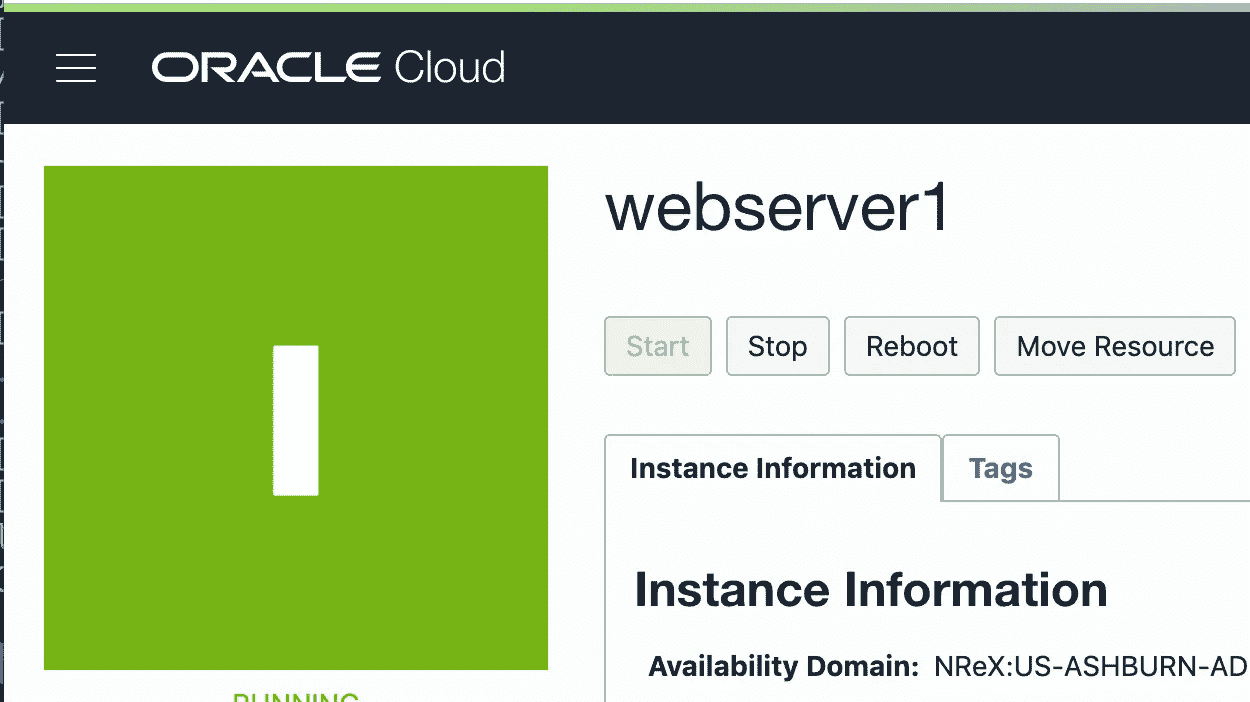 ORACLE Cloud
I
webserver1
Start Stop Reboot Move Resource
Instance Information Tags
Instance Information
Availability Domain: NReX:US-ASHBURN-AD
RUNNING